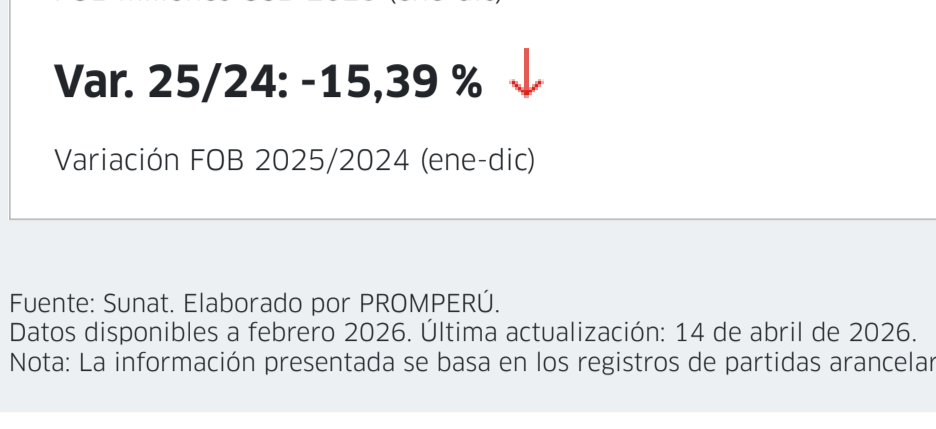 Var. 25/24: -15,39 %
Variación FOB 2025/2024 (ene-dic)
Fuente: Sunat. Elaborado por PROMPERÚ.
Datos disponibles a febrero 2026. Última actualización: 14 de abril de 2026.
Nota: La información presentada se basa en los registros de partidas arancelar